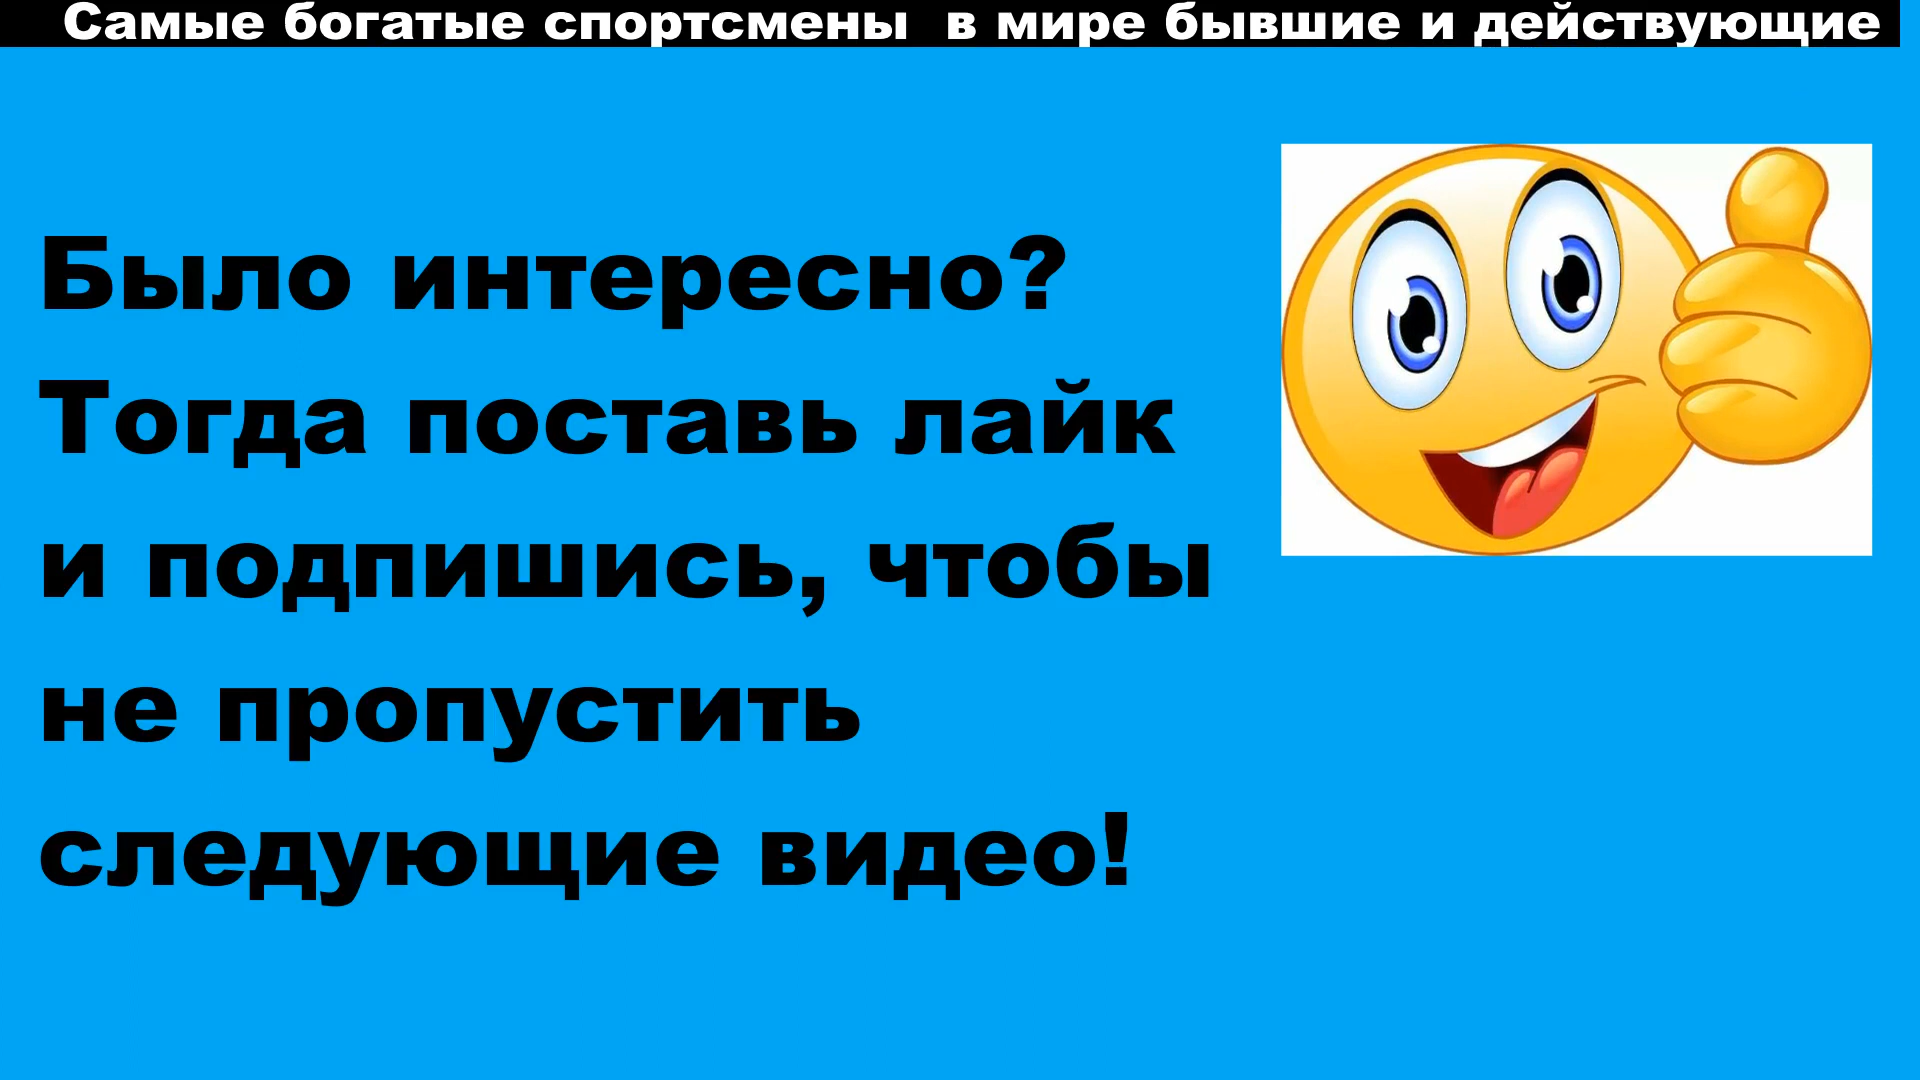 Самые богатые спортсмены  в мире бывшие и действующие
Было интересно?
Тогда поставь лайк
и подпишись, чтобы
не пропустить
следующие видео!